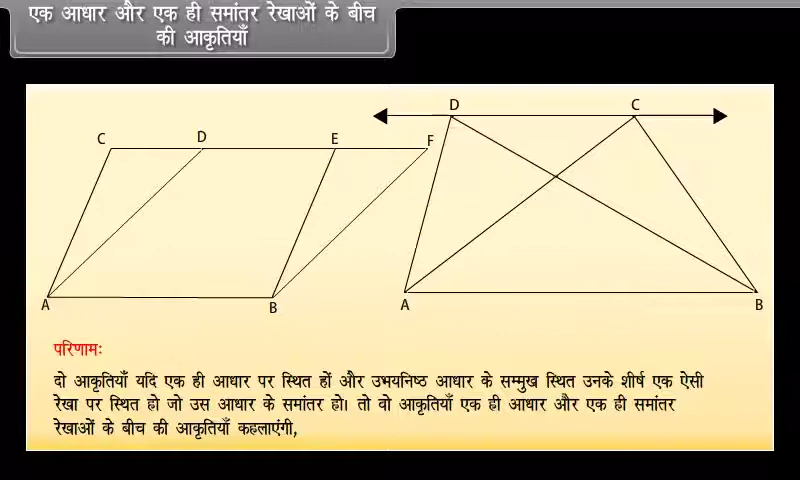 एक आधार और एक ही समांतर रेखाओं के बीच
की आकृतियाँ
C D E F
A B
D C
A B
परिणामः
दो आकृतियाँ यदि एक ही आधार पर स्थित हों और उभयनिष्ठ आधार के सम्मुख स्थित उनके शीर्ष एक ऐसी
रेखा पर स्थित हो जो उस आधार के समांतर हो। तो वो आकृतियाँ एक ही आधार और एक ही समांतर
रेखाओं के बीच की आकृतियाँ कहलाएंगी,